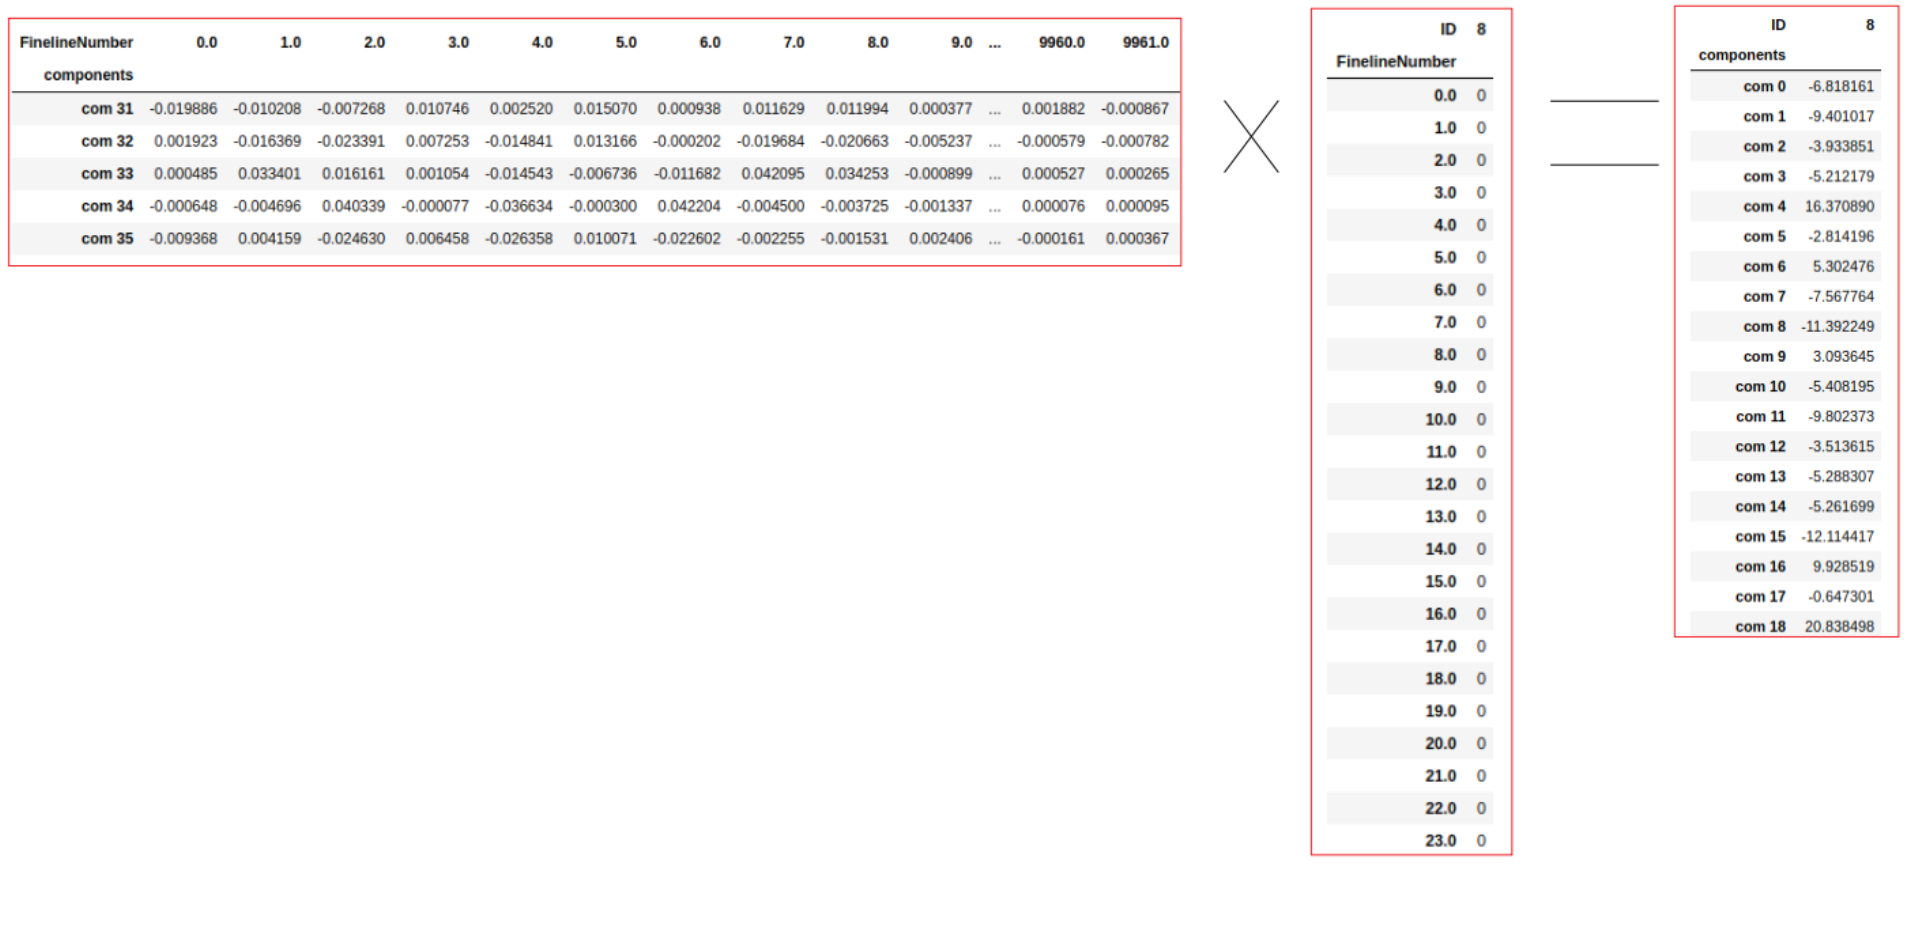 FinelineNumber 0.0 1.0 2.0 3.0 4.0 5.0 6.0 7.0 8.0 9.0 ... 9960.0 9961.0
components
com 31 -0.019886 -0.010208 -0.007268 0.010746 0.002520 0.015070 0.000938 0.011629 0.011994 0.000377 ... 0.001882 -0.000867
com 32 0.001923 -0.016369 -0.023391 0.007253 -0.014841 0.013166 -0.000202 -0.019684 -0.020663 -0.005237 ... -0.000579 -0.000782
com 33 0.000485 0.033401 0.016161 0.001054 -0.014543 -0.006736 -0.011682 0.042095 0.034253 -0.000899 ... 0.000527 0.000265
com 34 -0.000648 -0.004696 0.040339 -0.000077 -0.036634 -0.000300 0.042204 -0.004500 -0.003725 -0.001337 ... 0.000076 0.000095
com 35 -0.009368 0.004159 -0.024630 0.006458 -0.026358 0.010071 -0.022602 -0.002255 -0.001531 0.002406 ... -0.000161 0.000367
ID 8
FinelineNumber
0.0 0
1.0 0
2.0 0
3.0 0
4.0 0
5.0 0
6.0 0
7.0 0
8.0 0
9.0 0
10.0 0
11.0 0
12.0 0
13.0 0
14.0 0
15.0 0
16.0 0
17.0 0
18.0 0
19.0 0
20.0 0
21.0 0
22.0 0
23.0 0
ID 8
components
com 0 -6.818161
com 1 -9.401017
com 2 -3.933851
com 3 -5.212179
com 4 16.370890
com 5 -2.814196
com 6 5.302476
com 7 -7.567764
com 8 -11.392249
com 9 3.093645
com 10 -5.408195
com 11 -9.802373
com 12 -3.513615
com 13 -5.288307
com 14 -5.261699
com 15 -12.114417
com 16 9.928519
com 17 -0.647301
com 18 20.838498